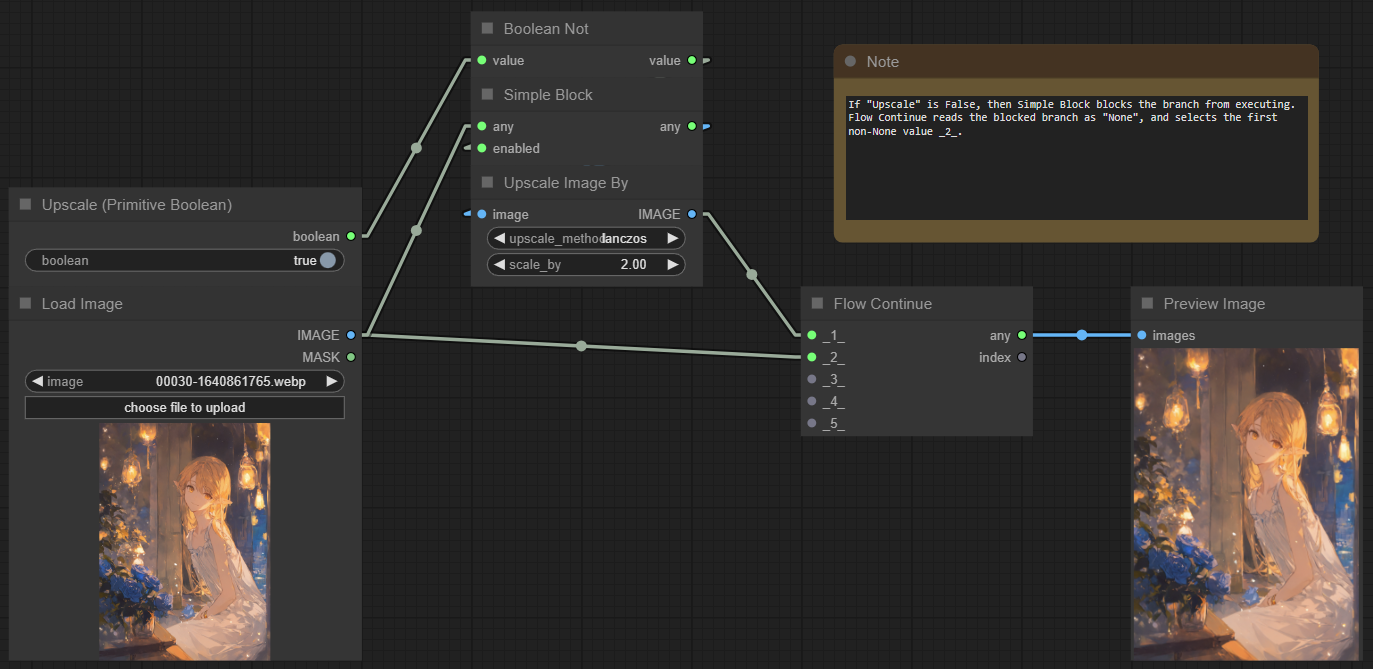 Boolean Not
value value
Simple Block
any any
enabled
Upscale Image By
image IMAGE
upscale_method lanczos
scale_by 2.00
Note
If "Upscale" is False, then Simple Block blocks the branch from executing.
Flow Continue reads the blocked branch as "None", and selects the first
non-None value _2_.
Upscale (Primitive Boolean)
boolean
boolean true
Load Image
IMAGE
MASK
image 00030-1640861765.webp
choose file to upload
Flow Continue
_1_ any
_2_ index
_3_
_4_
_5_
Preview Image
images